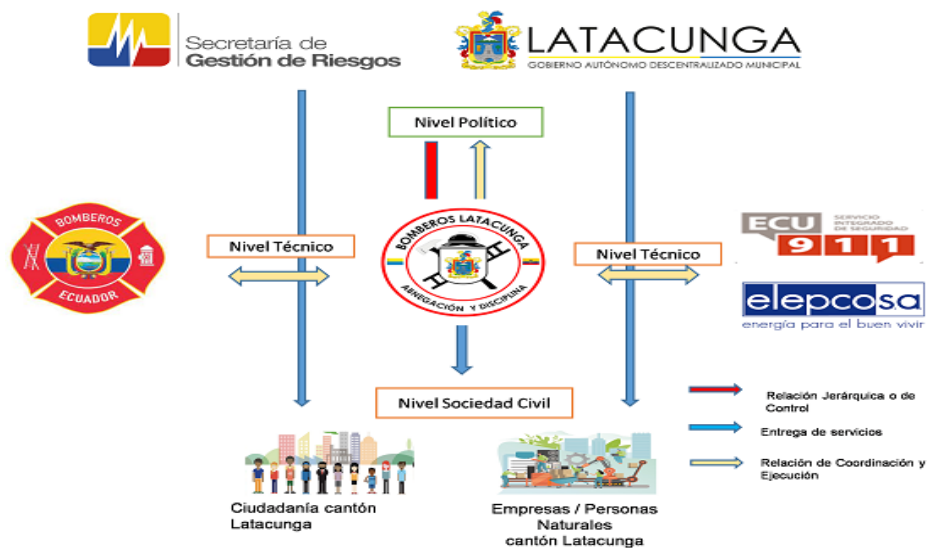 Secretaría de
Gestión de Riesgos
LATACUNGA
GOBIERNO AUTÓNOMO DESCENTRALIZADO MUNICIPAL
Nivel Político
BOMBEROS
ECUADOR
Nivel Técnico
BOMBEROS LATACUNGA
ABNEGACIÓN Y DISCIPLINA
Nivel Técnico
ECU
911
SERVICIO
INTEGRADO
DE SEGURIDAD
elepcosa
energía para el buen vivir
Nivel Sociedad Civil
Relación Jerárquica o de
Control
Entrega de servicios
Relación de Coordinación y
Ejecución
Ciudadanía cantón
Latacunga
Empresas / Personas
Naturales
cantón Latacunga